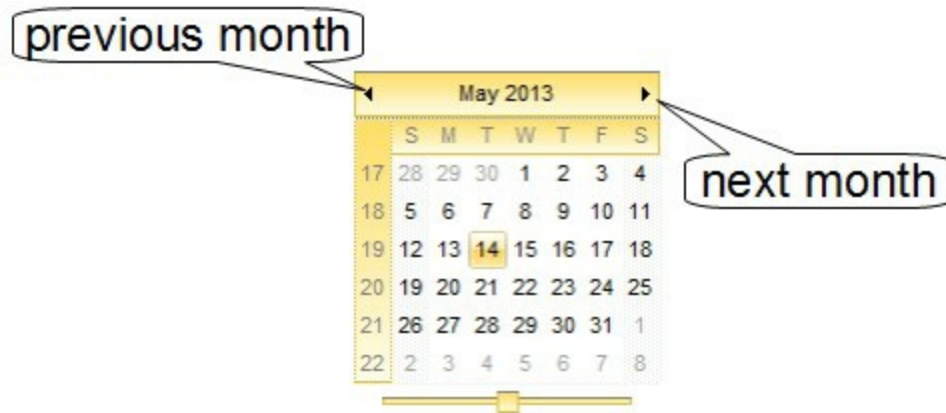 previous month
May 2013
S M T W T F S
17 28 29 30 1 2 3 4
next month
18 5 6 7 8 9 10 11
19 12 13 14 15 16 17 18
20 19 20 21 22 23 24 25
21 26 27 28 29 30 31 1
22 2 3 4 5 6 7 8